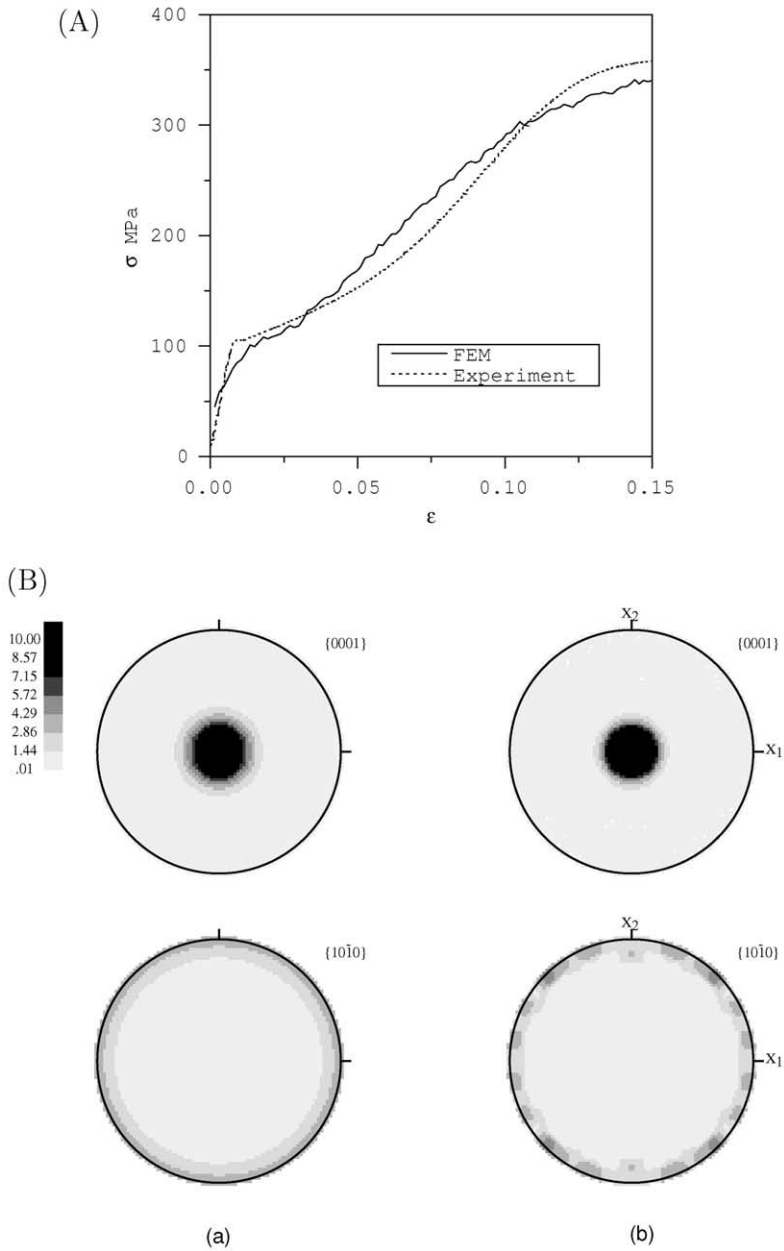 (A)
400
300
200
100
0
σ MPa
0.00
0.05
0.10
0.15
ε
FEM
Experiment
(B)
10.00
8.57
7.15
5.72
4.29
2.86
1.44
.01
{0001}
X2
{0001}
X1
{101̄0}
X2
{101̄0}
X1
(a)
(b)